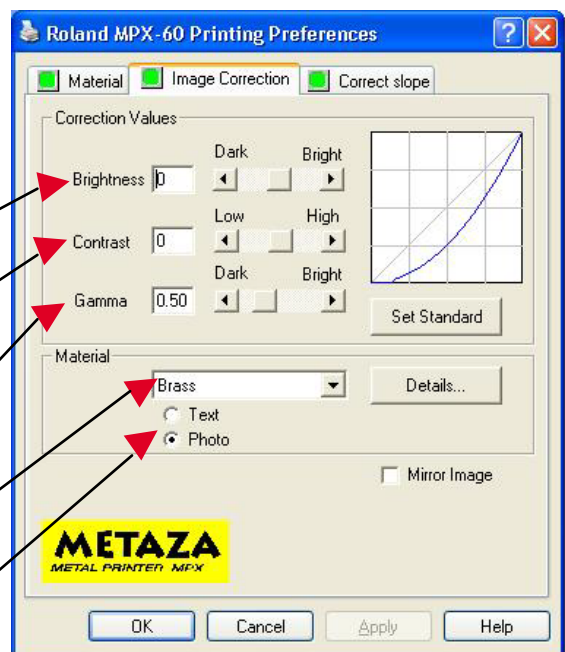 Roland MPX-60 Printing Preferences
Material Image Correction Correct slope
Correction Values
Dark Bright
Brightness 0
Low High
Contrast 0
Dark Bright
Gamma 0.50
Set Standard
Material
Brass Details...
Text
Photo
Mirror Image
METAZA
METAL PRINTER MPX
OK Cancel Apply Help